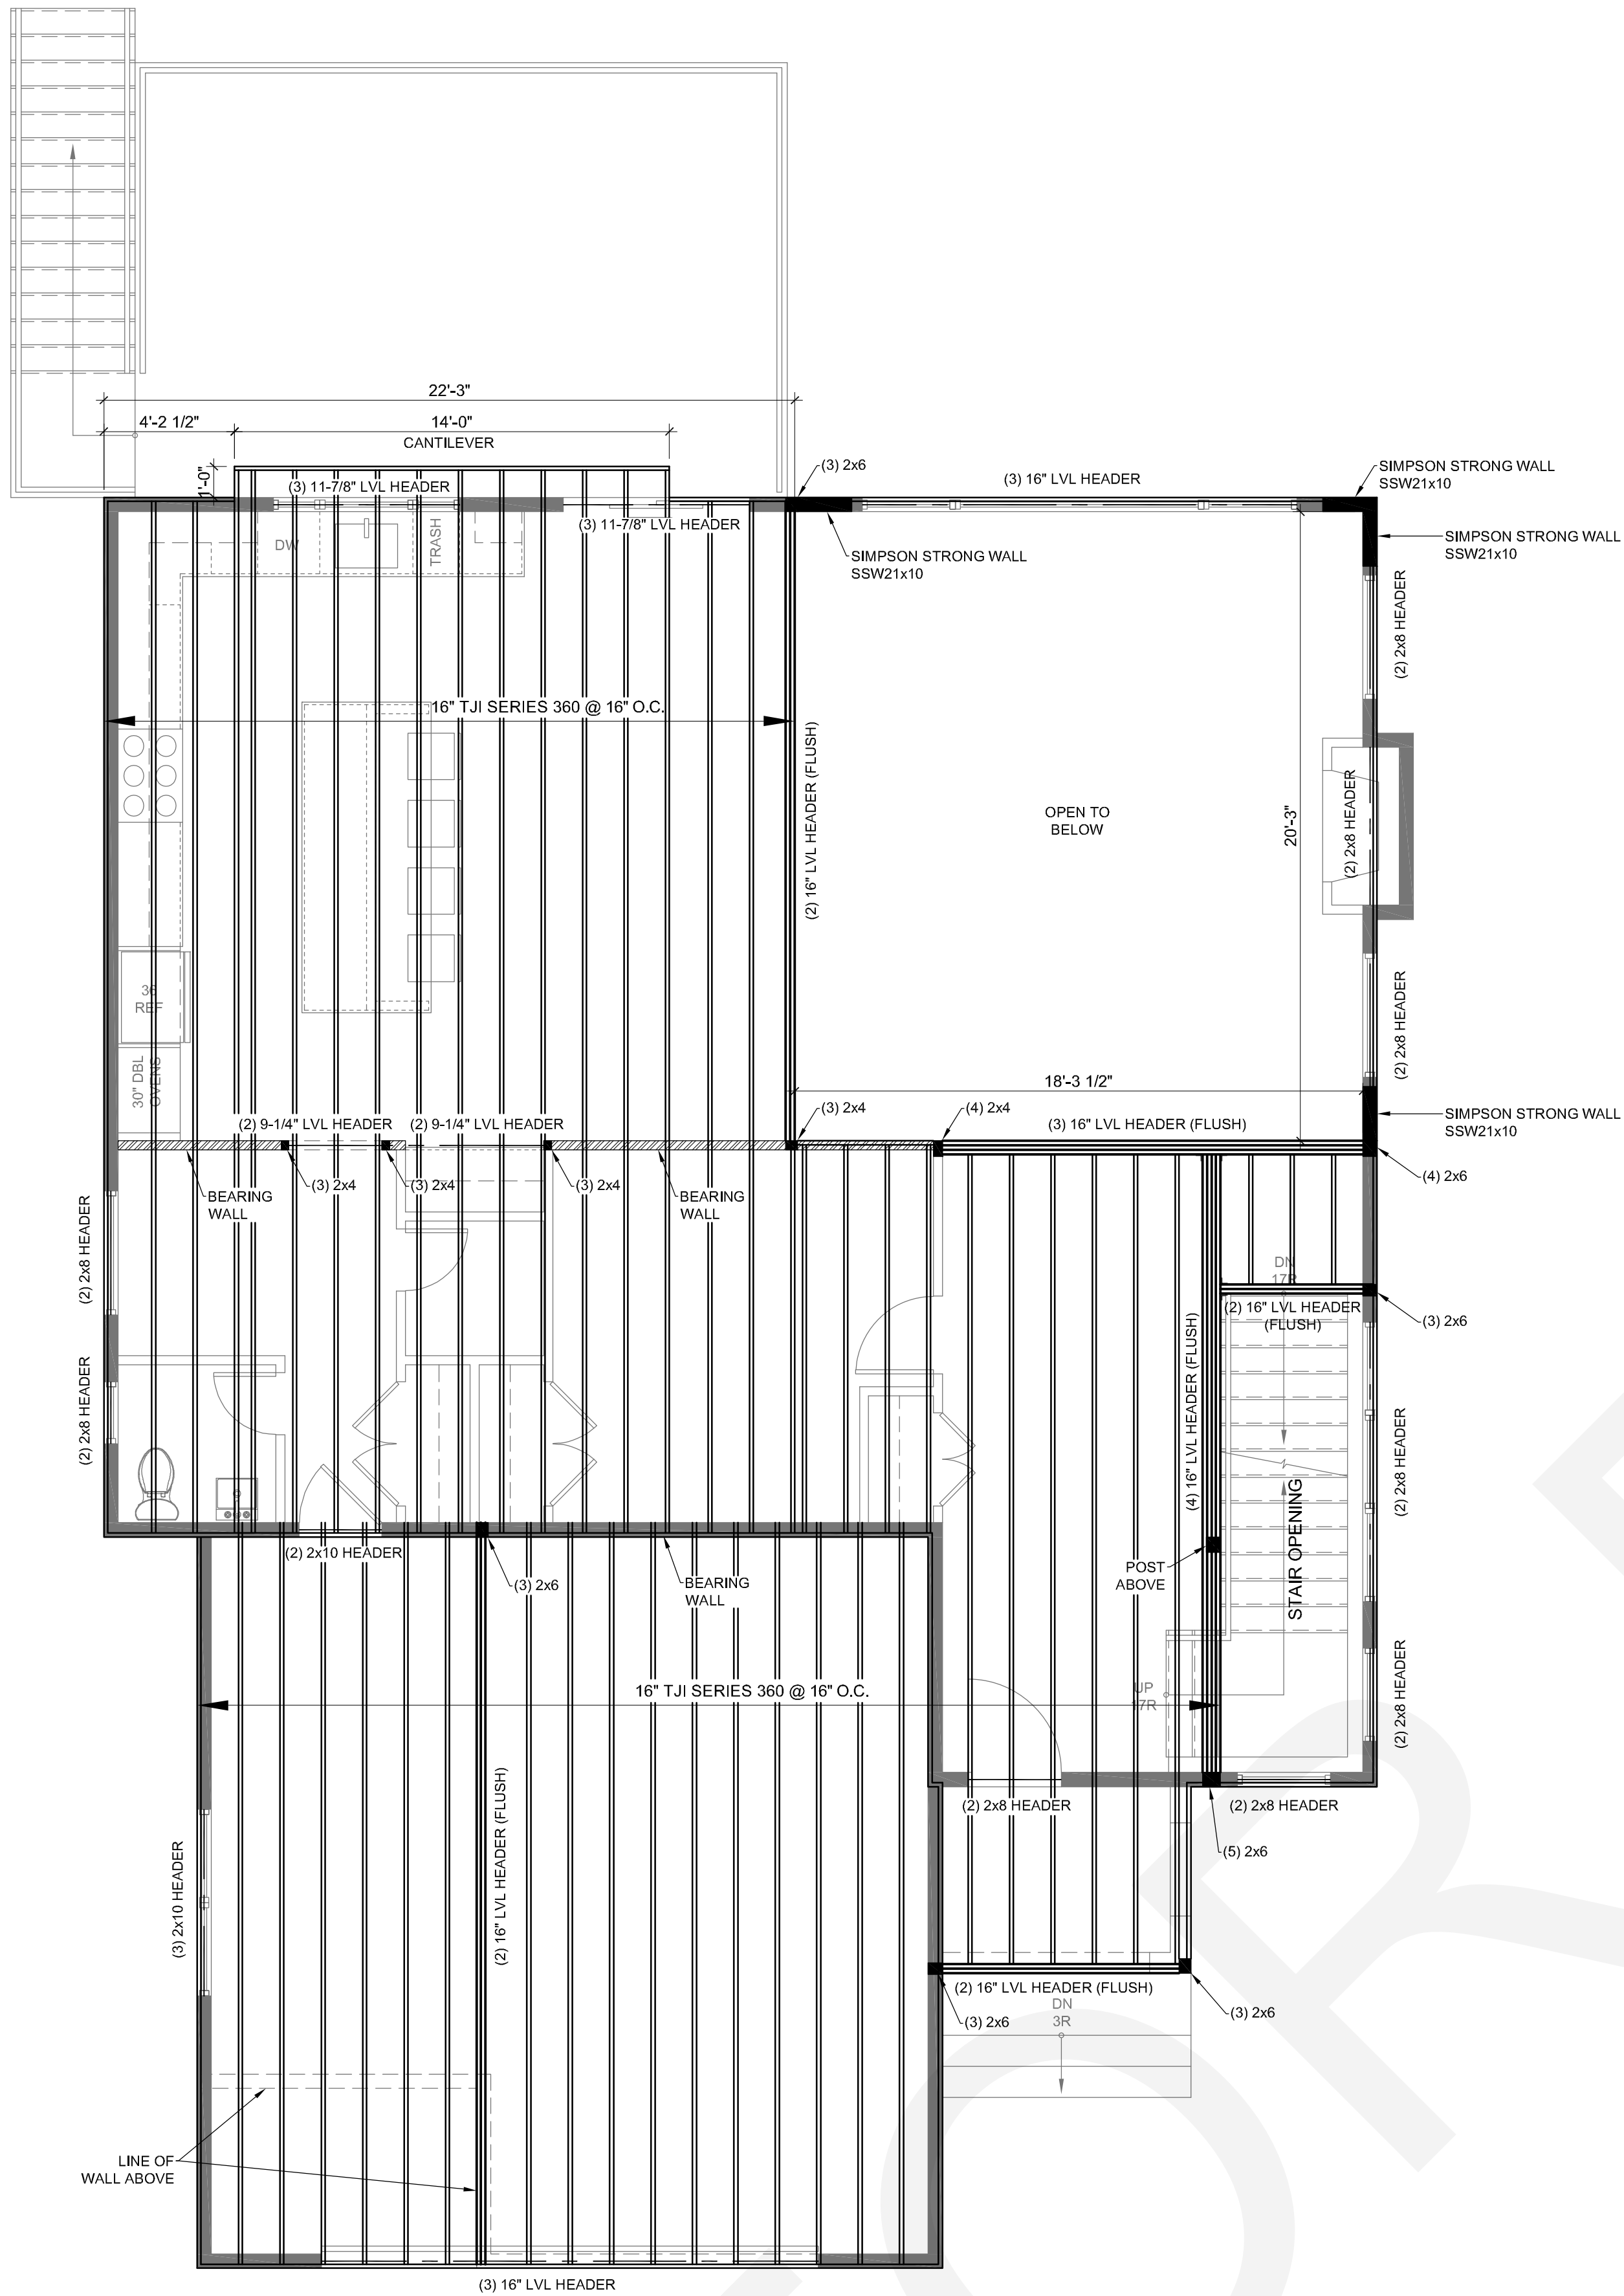 22'-3"
4'-2 1/2"
14'-0"
CANTILEVER
1'-0"
(3) 11-7/8" LVL HEADER
(3) 11-7/8" LVL HEADER
(3) 2x6
(3) 16" LVL HEADER
SIMPSON STRONG WALL
SSW21x10
SIMPSON STRONG WALL
SSW21x10
SIMPSON STRONG WALL
SSW21x10
DW
TRASH
(2) 2x8 HEADER
16" TJI SERIES 360 @ 16" O.C.
(2) 16" LVL HEADER (FLUSH)
OPEN TO
BELOW
20'-3"
(2) 2x8 HEADER
36
REF
(2) 2x8 HEADER
30" DBL
OVENS
18'-3 1/2"
(2) 9-1/4" LVL HEADER
(2) 9-1/4" LVL HEADER
(3) 2x4
(4) 2x4
(3) 16" LVL HEADER (FLUSH)
SIMPSON STRONG WALL
SSW21x10
(3) 2x4
(3) 2x4
(3) 2x4
(4) 2x6
BEARING
WALL
BEARING
WALL
(2) 2x8 HEADER
DN
17R
(2) 16" LVL HEADER
(FLUSH)
(3) 2x6
(2) 2x8 HEADER
(4) 16" LVL HEADER (FLUSH)
(2) 2x8 HEADER
STAIR OPENING
(2) 2x10 HEADER
(3) 2x6
BEARING
WALL
POST
ABOVE
16" TJI SERIES 360 @ 16" O.C.
UP
17R
(2) 2x8 HEADER
(2) 2x8 HEADER
(2) 2x8 HEADER
(5) 2x6
(3) 2x10 HEADER
(2) 16" LVL HEADER (FLUSH)
(2) 16" LVL HEADER (FLUSH)
DN
3R
(3) 2x6
(3) 2x6
LINE OF
WALL ABOVE
(3) 16" LVL HEADER